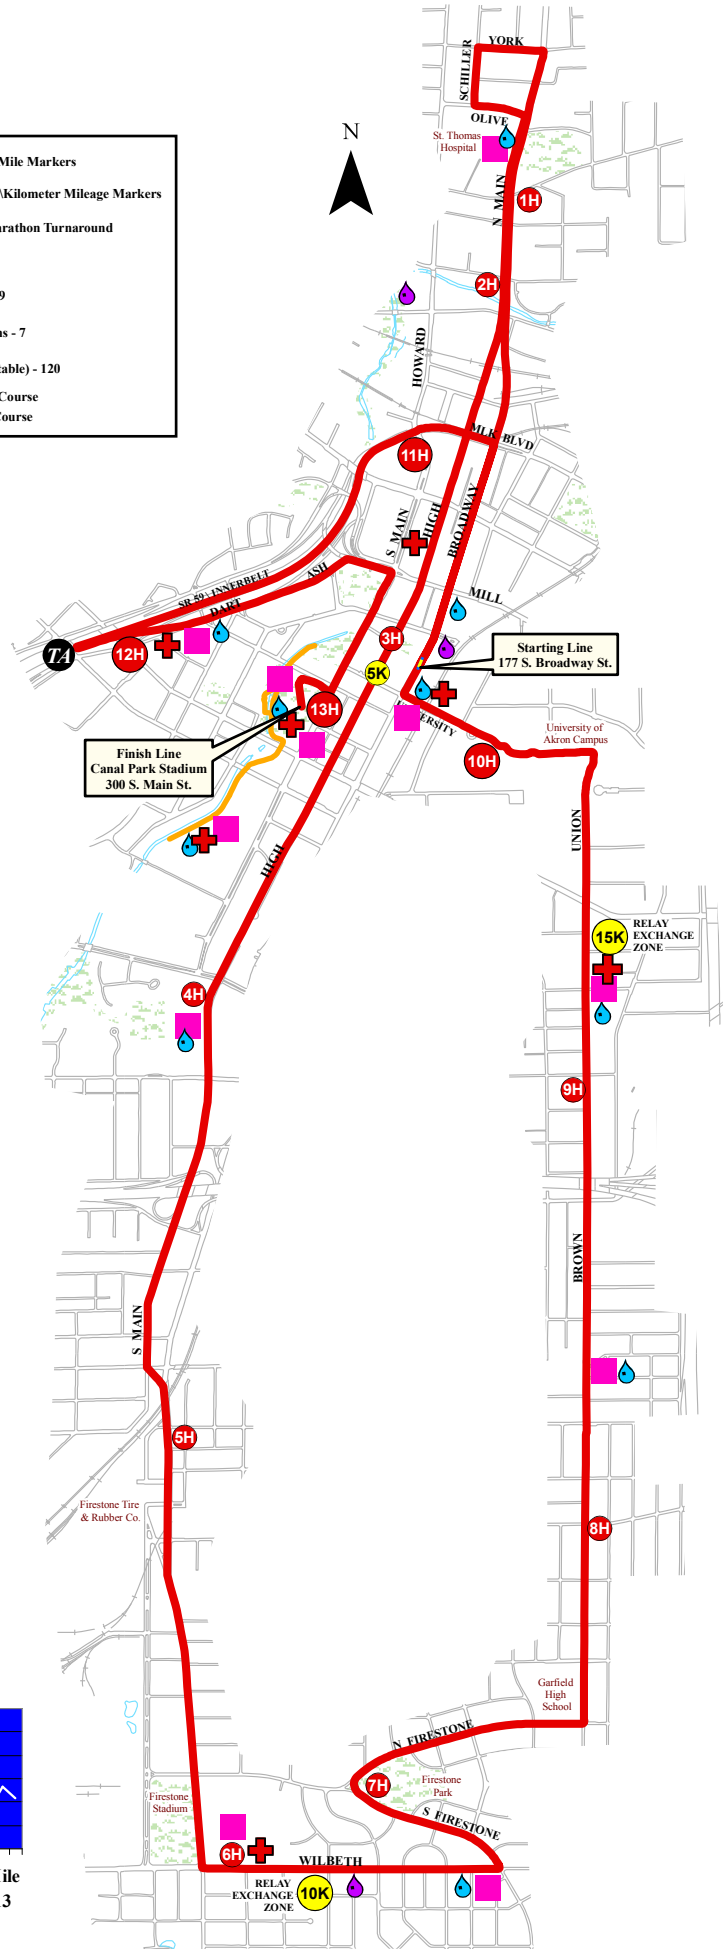 YORK
SCHILLER
OLIVE
St. Thomas
Hospital
N
Mile Markers
\Kilometer Mileage Markers
arathon Turnaround
9
ns - 7
table) - 120
Course
Course
N MAIN
1H
2H
HOWARD
MLK BLVD
11H
S MAIN
HIGH
BROADWAY
SR 59 \ INNERBELT
ASH
DART
MILL
TA
12H
3H
5K
Starting Line
177 S. Broadway St.
13H
UNIVERSITY
University of
Akron Campus
10H
Finish Line
Canal Park Stadium
300 S. Main St.
UNION
HIGH
15K
RELAY
EXCHANGE
ZONE
4H
9H
BROWN
S MAIN
5H
Firestone Tire
& Rubber Co.
8H
Garfield
High
School
N FIRESTONE
7H
Firestone
Park
Firestone
Stadium
S FIRESTONE
6H
WILBETH
RELAY
EXCHANGE
ZONE
10K
13